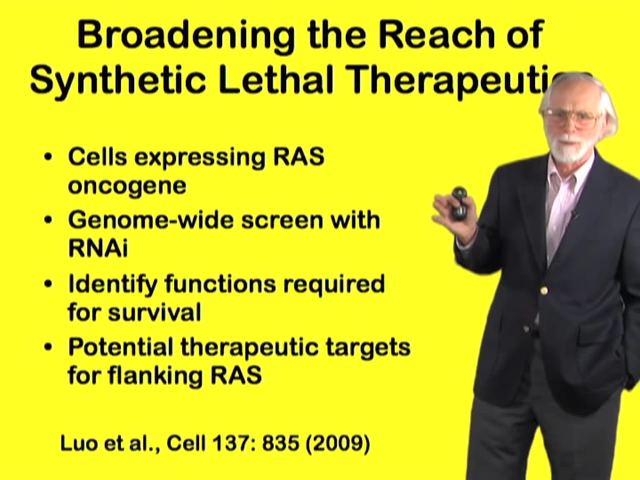 Broadening the Reach of
Synthetic Lethal
• Cells expressing RAS
oncogene
• Genome-wide screen with
RNAi
• Identify functions required
for survival
• Potential therapeutic targets
for flanking RAS
Luo et al., Cell 137: 835 (2009)